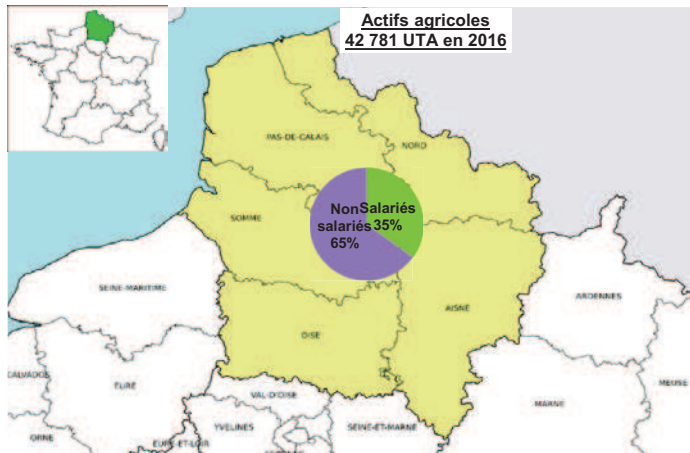 Actifs agricoles
42 781 UTA en 2016
PAS-DE-CALAIS
NORD
Non
salariés
65%
Salariés
35%
SOMME
SEINE-MARITIME
ARDENNES
AISNE
OISE
CALVADOS
EURE
MEUSE
VAL-D'OISE
MARNE
ORNE
EURE-ET-LOIR
YVELINES
SEINE-ET-MARNE